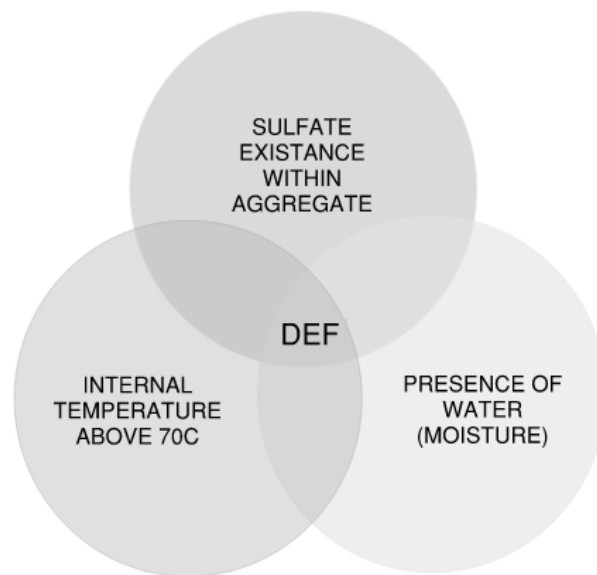 SULFATE
EXISTANCE
WITHIN
AGGREGATE
DEF
INTERNAL
TEMPERATURE
ABOVE 70C
PRESENCE OF
WATER
(MOISTURE)